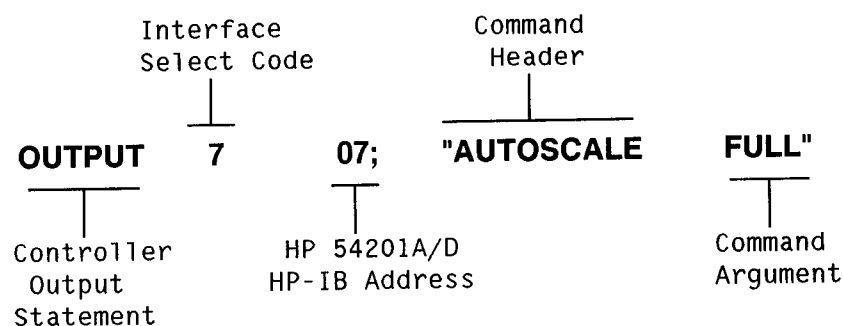 Interface
Select Code
Command
Header
OUTPUT 7 07; "AUTOSCALE FULL"
Controller
Output
Statement
HP 54201A/D
HP-IB Address
Command
Argument